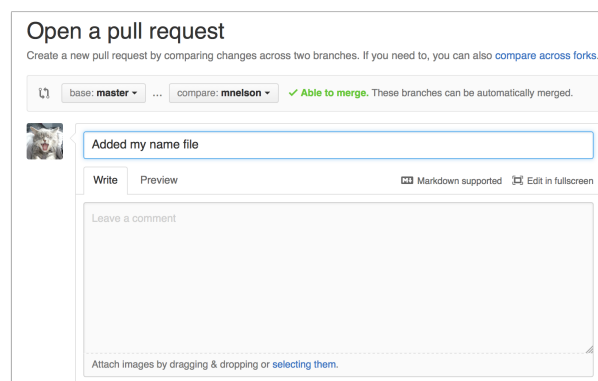 Open a pull request
Create a new pull request by comparing changes across two branches. If you need to, you can also compare across forks.
base: master ... compare: mnelson ✓ Able to merge. These branches can be automatically merged.
Added my name file
Write Preview Markdown supported Edit in fullscreen
Leave a comment
Attach images by dragging & dropping or selecting them.